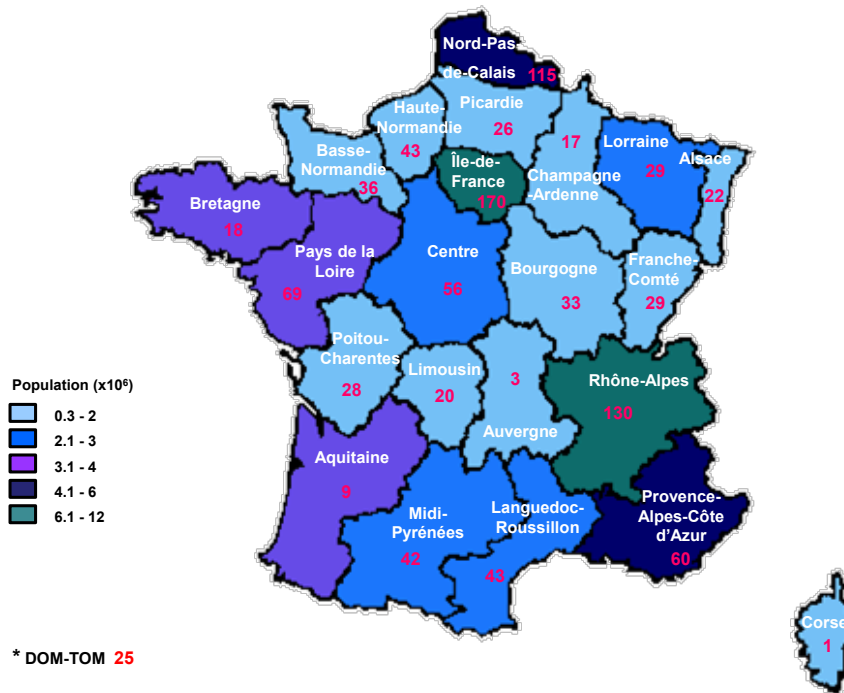 Nord-Pas
de-Calais 115
Haute-
Normandie
43
Picardie
26
17
Champagne
-Ardenne
Lorraine
29
Alsace
22
Basse-
Normandie
36
Île-de-
France
170
Bretagne
18
Pays de la
Loire
69
Centre
56
Bourgogne
33
Franche-
Comté
29
Poitou-
Charentes
28
Limousin
20
3
Auvergne
Rhône-Alpes
130
Population (x10⁶)
0.3 - 2
2.1 - 3
3.1 - 4
4.1 - 6
6.1 - 12
Aquitaine
9
Midi-
Pyrénées
42
Languedoc-
Roussillon
43
Provence-
Alpes-Côte
d’Azur
60
Corse
1
* DOM-TOM 25